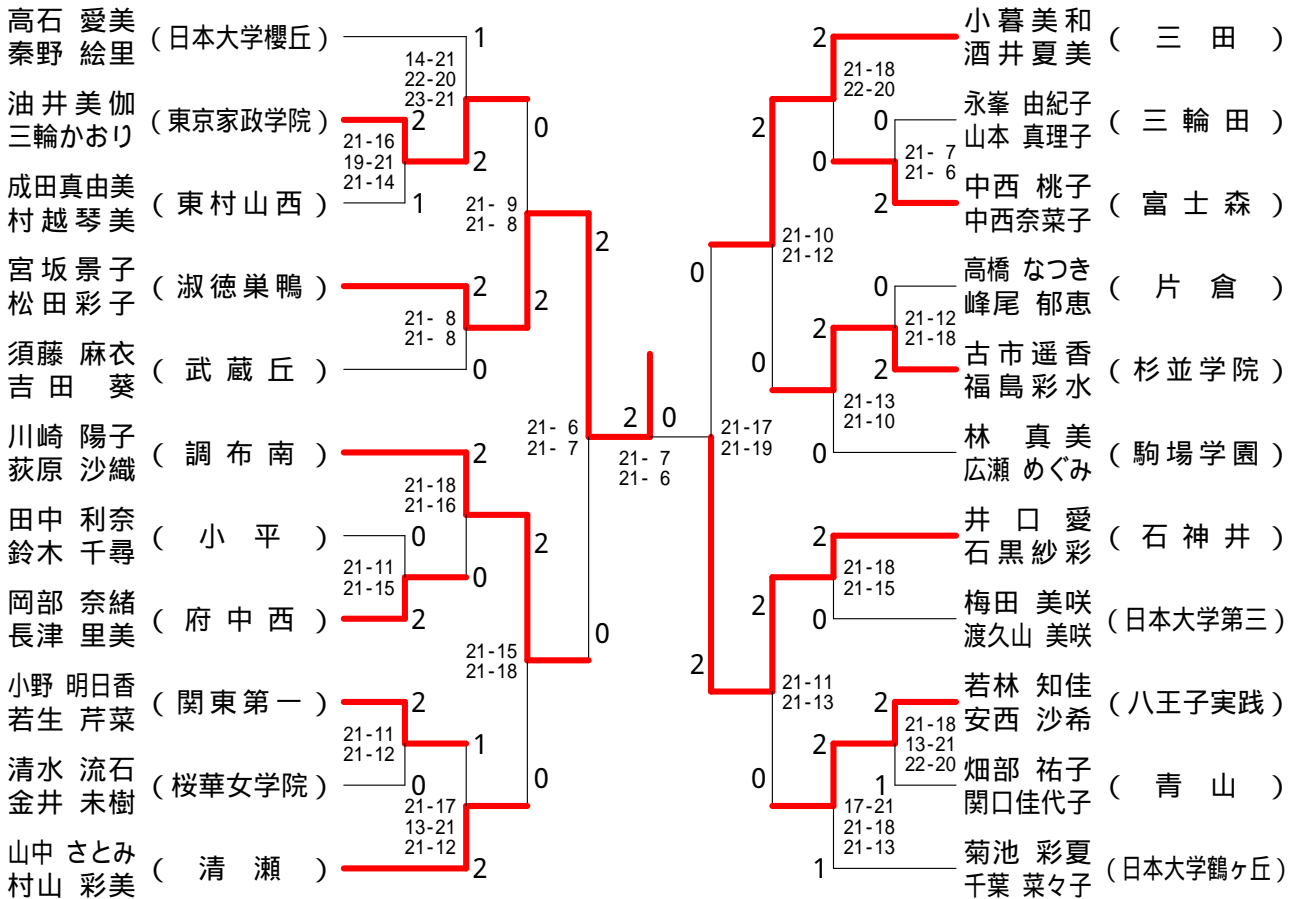 高石 愛美
秦野 絵里
(日本大学櫻丘)
1
14-21
22-20
23-21
油井美伽
三輪かおり
(東京家政学院)
2
21-16
19-21
21-14
2
0
成田真由美
村越琴美
(東村山西)
1
21- 9
21- 8
2
宮坂景子
松田彩子
(淑徳巣鴨)
2
21- 8
21- 8
2
須藤 麻衣
吉田 葵
(武蔵丘)
0
21- 6
21- 7
川崎 陽子
荻原 沙織
(調布南)
2
21-18
21-16
田中 利奈
鈴木 千尋
(小平)
0
21-11
21-15
0
2
岡部 奈緒
長津 里美
(府中西)
2
21-15
21-18
0
小野 明日香
若生 芹菜
(関東第一)
2
21-11
21-12
1
清水 流石
金井 未樹
(桜華女学院)
0
21-17
13-21
21-12
0
山中 さとみ
村山 彩美
(清瀬)
2
2 0
21- 7
21- 6
2
小暮美和
酒井夏美
(三田)
21-18
22-20
2
0
永峯 由紀子
山本 真理子
(三輪田)
0
21- 7
21- 6
2
中西 桃子
中西奈菜子
(富士森)
21-10
21-12
0
0
高橋 なつき
峰尾 郁恵
(片倉)
2
21-12
21-18
0
2
古市遥香
福島彩水
(杉並学院)
21-13
21-10
0
林 真美
広瀬 めぐみ
(駒場学園)
21-17
21-19
2
井口愛
石黒紗彩
(石神井)
21-18
21-15
2
0
梅田 美咲
渡久山 美咲
(日本大学第三)
2
21-11
21-13
2
若林 知佳
安西 沙希
(八王子実践)
2
21-18
13-21
22-20
0
1
畑部 祐子
関口佳代子
(青山)
17-21
21-18
21-13
1
菊池 彩夏
千葉 菜々子
(日本大学鶴ヶ丘)